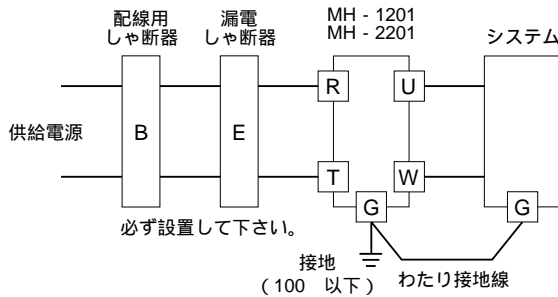 配線用
しゃ断器
漏電
しゃ断器
MH - 1201
MH - 2201
システム
R
U
供給電源
B
E
T
W
G
G
必ず設置して下さい。
接地
（100　以下）
わたり接地線